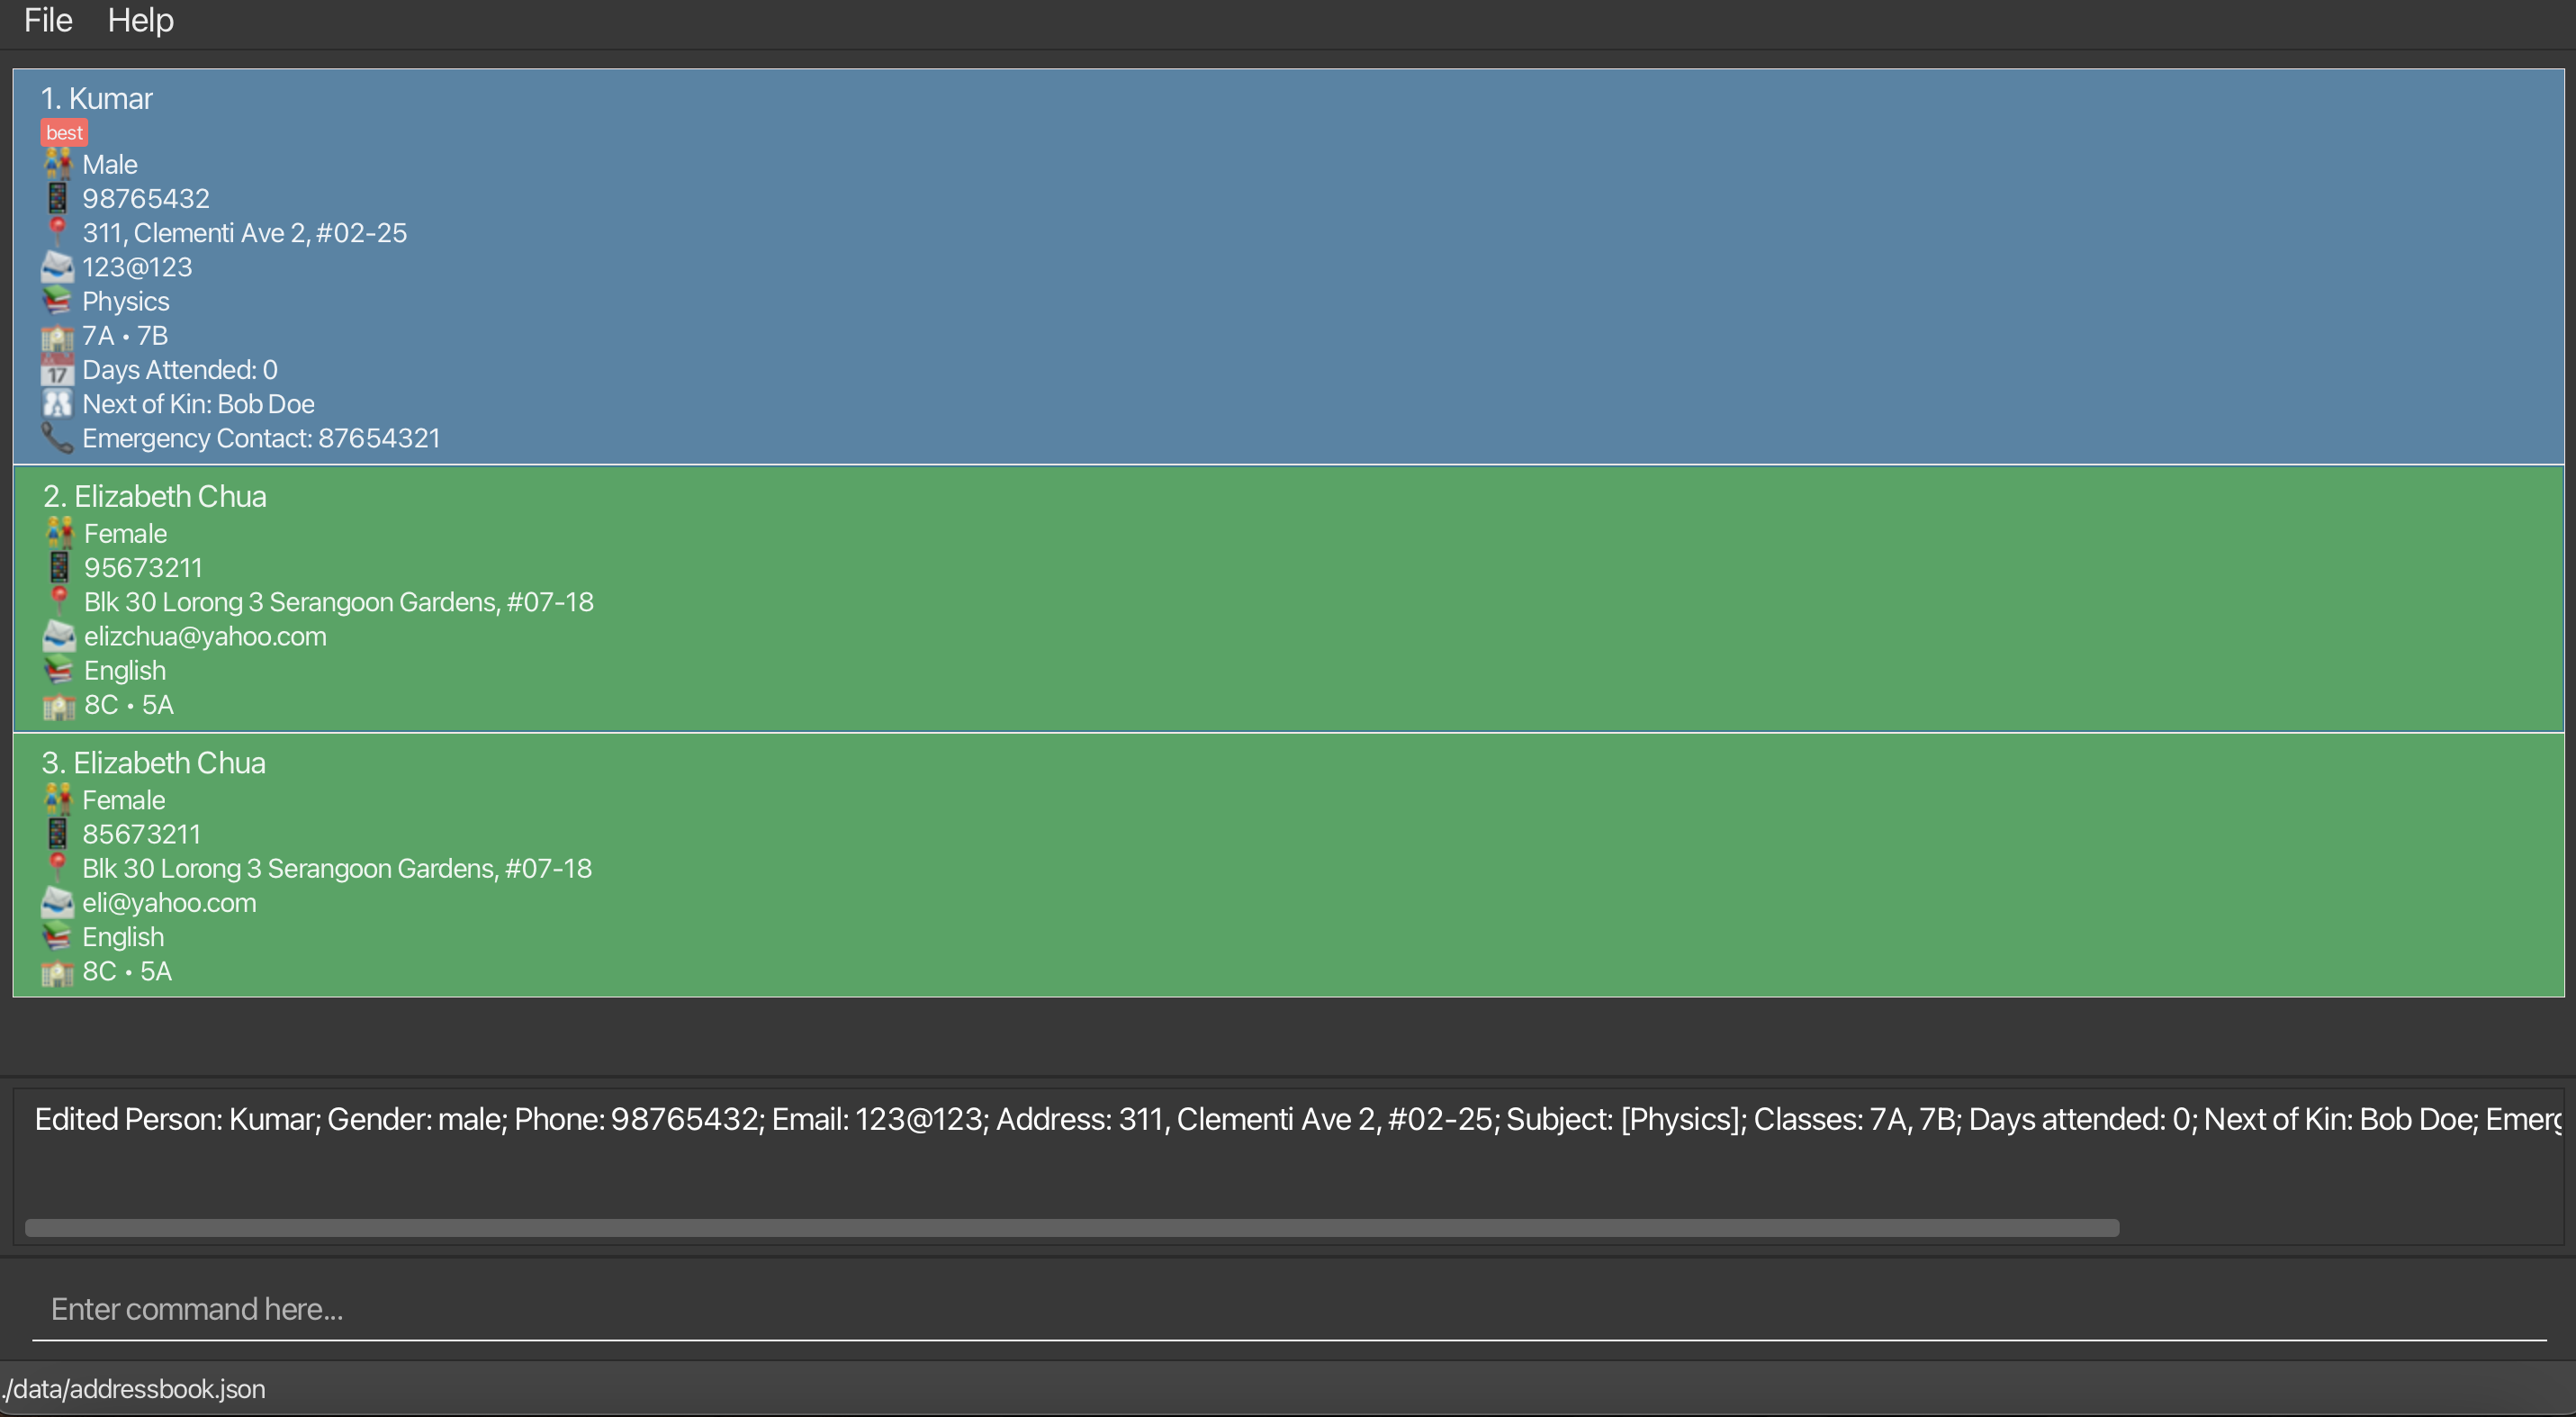 File Help
1. Kumar
best
Male
98765432
311, Clementi Ave 2, #02-25
123@123
Physics
7A • 7B
17
Days Attended: 0
Next of Kin: Bob Doe
Emergency Contact: 87654321
2. Elizabeth Chua
Female
95673211
Blk 30 Lorong 3 Serangoon Gardens, #07-18
elizchua@yahoo.com
English
8C • 5A
3. Elizabeth Chua
Female
85673211
Blk 30 Lorong 3 Serangoon Gardens, #07-18
eli@yahoo.com
English
8C • 5A
Edited Person: Kumar; Gender: male; Phone: 98765432; Email: 123@123; Address: 311, Clementi Ave 2, #02-25; Subject: [Physics]; Classes: 7A, 7B; Days attended: 0; Next of Kin: Bob Doe; Emerg
Enter command here...
./data/addressbook.json